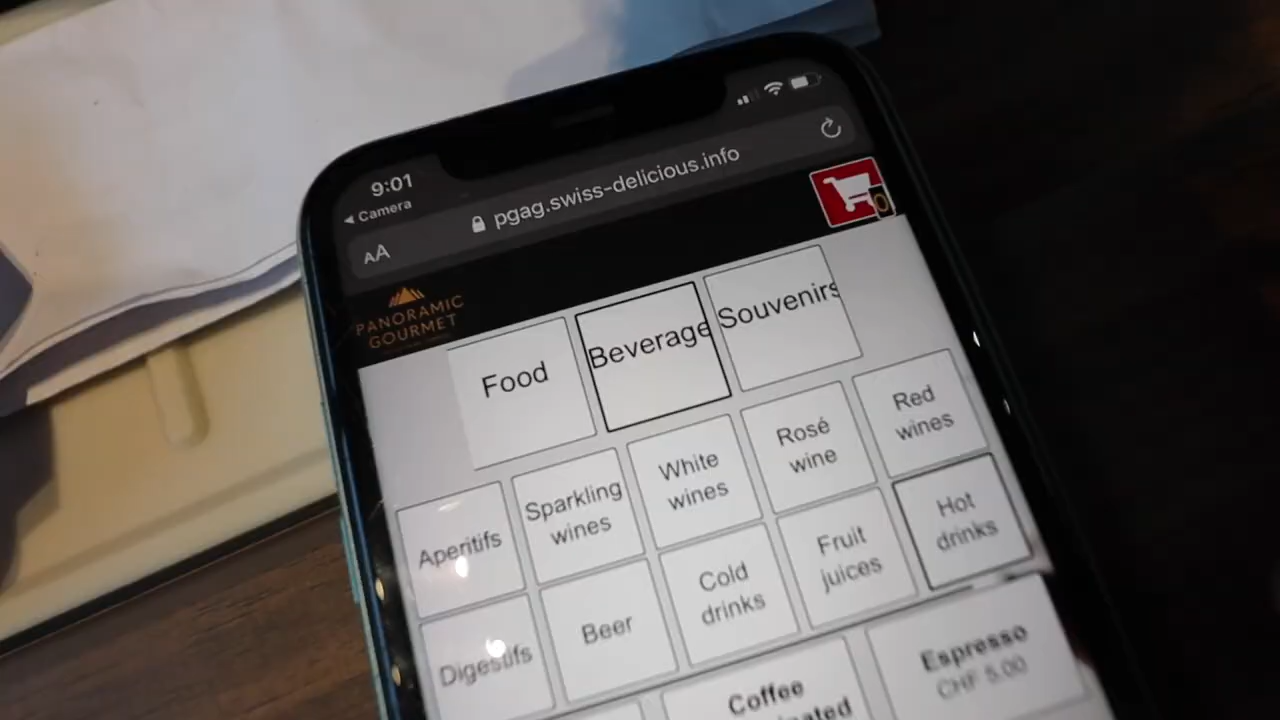 9:01
◀ Camera
AA
pgag.swiss-delicious.info
0
PANORAMIC
GOURMET
Food
Beverage
Souvenirs
Aperitifs
Sparkling
wines
White
wines
Rosé
wine
Red
wines
Digestifs
Beer
Cold
drinks
Fruit
juices
Hot
drinks
Coffee
Espresso
CHF 5.00